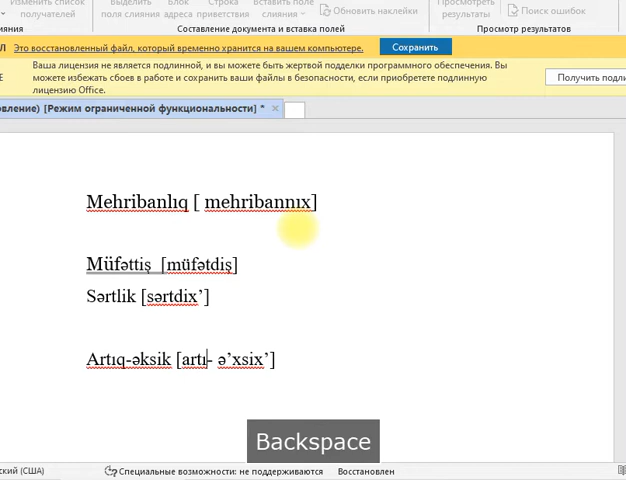 Изменить список получателей
Выделить поля слияния
Блок адреса
Строка приветствия
Вставить поле слияния
Обновить наклейки
Просмотреть результаты
Поиск ошибок
Составление документа и вставка полей
Просмотр результатов
Это восстановленный файл, который временно хранится на вашем компьютере.
Сохранить
Ваша лицензия не является подлинной, и вы можете быть жертвой подделки программного обеспечения. Вы
можете избежать сбоев в работе и сохранить ваши файлы в безопасности, если приобретете подлинную
лицензию Office.
Получить подли
овление) [Режим ограниченной функциональности] *
Mehribanlıq [ mehribannıx]
Müfəttiş [müfətdiş]
Sərtlik [sərtdix’]
Artıq-əksik [artı- ə’xsix’]
Backspace
ский (США)
Специальные возможности: не поддерживаются
Восстановлен